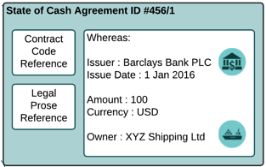 State of Cash Agreement ID #456/1
Contract
Code
Reference
Legal
Prose
Reference
Whereas:
Issuer : Barclays Bank PLC
Issue Date : 1 Jan 2016
Amount : 100
Currency : USD
Owner : XYZ Shipping Ltd